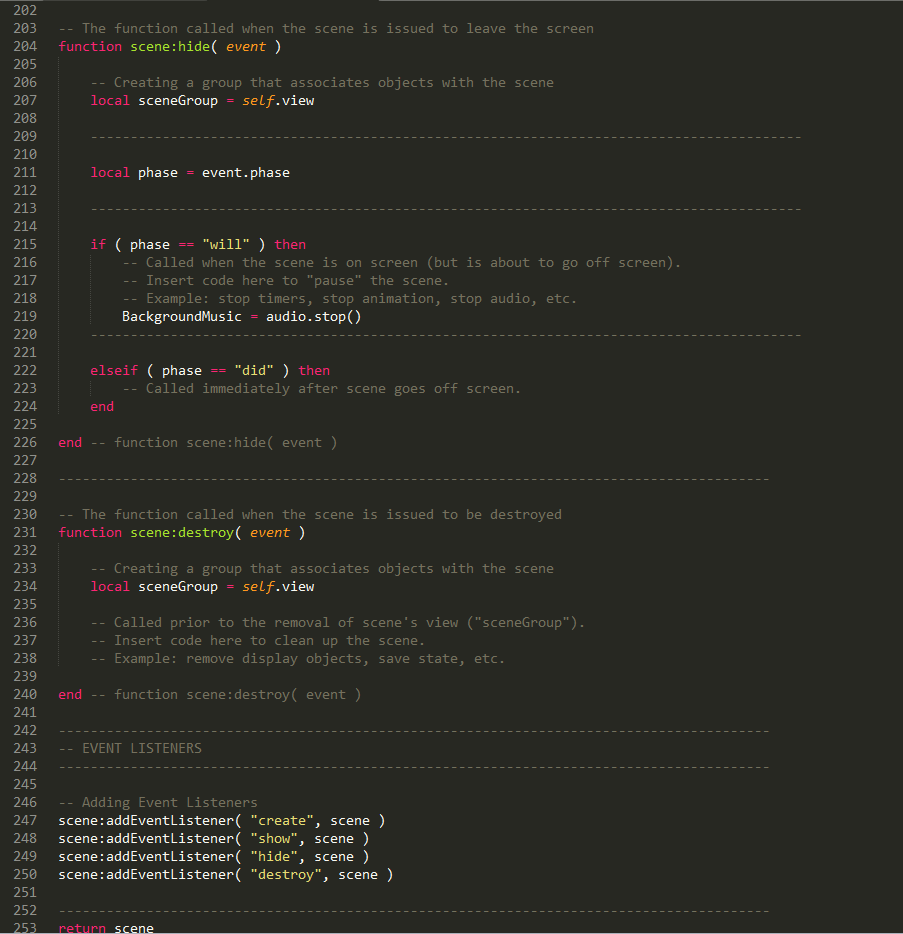 202
203 -- The function called when the scene is issued to leave the screen
204 function scene:hide( event )
205
206     -- Creating a group that associates objects with the scene
207     local sceneGroup = self.view
208
209     -----------------------------------------------------------------------------------------
210
211     local phase = event.phase
212
213     -----------------------------------------------------------------------------------------
214
215     if ( phase == "will" ) then
216         -- Called when the scene is on screen (but is about to go off screen).
217         -- Insert code here to "pause" the scene.
218         -- Example: stop timers, stop animation, stop audio, etc.
219         BackgroundMusic = audio.stop()
220     -----------------------------------------------------------------------------------------
221
222     elseif ( phase == "did" ) then
223         -- Called immediately after scene goes off screen.
224     end
225
226 end -- function scene:hide( event )
227
228 -----------------------------------------------------------------------------------------
229
230 -- The function called when the scene is issued to be destroyed
231 function scene:destroy( event )
232
233     -- Creating a group that associates objects with the scene
234     local sceneGroup = self.view
235
236     -- Called prior to the removal of scene's view ("sceneGroup").
237     -- Insert code here to clean up the scene.
238     -- Example: remove display objects, save state, etc.
239
240 end -- function scene:destroy( event )
241
242 -----------------------------------------------------------------------------------------
243 -- EVENT LISTENERS
244 -----------------------------------------------------------------------------------------
245
246 -- Adding Event Listeners
247 scene:addEventListener( "create", scene )
248 scene:addEventListener( "show", scene )
249 scene:addEventListener( "hide", scene )
250 scene:addEventListener( "destroy", scene )
251
252 -----------------------------------------------------------------------------------------
253 return scene